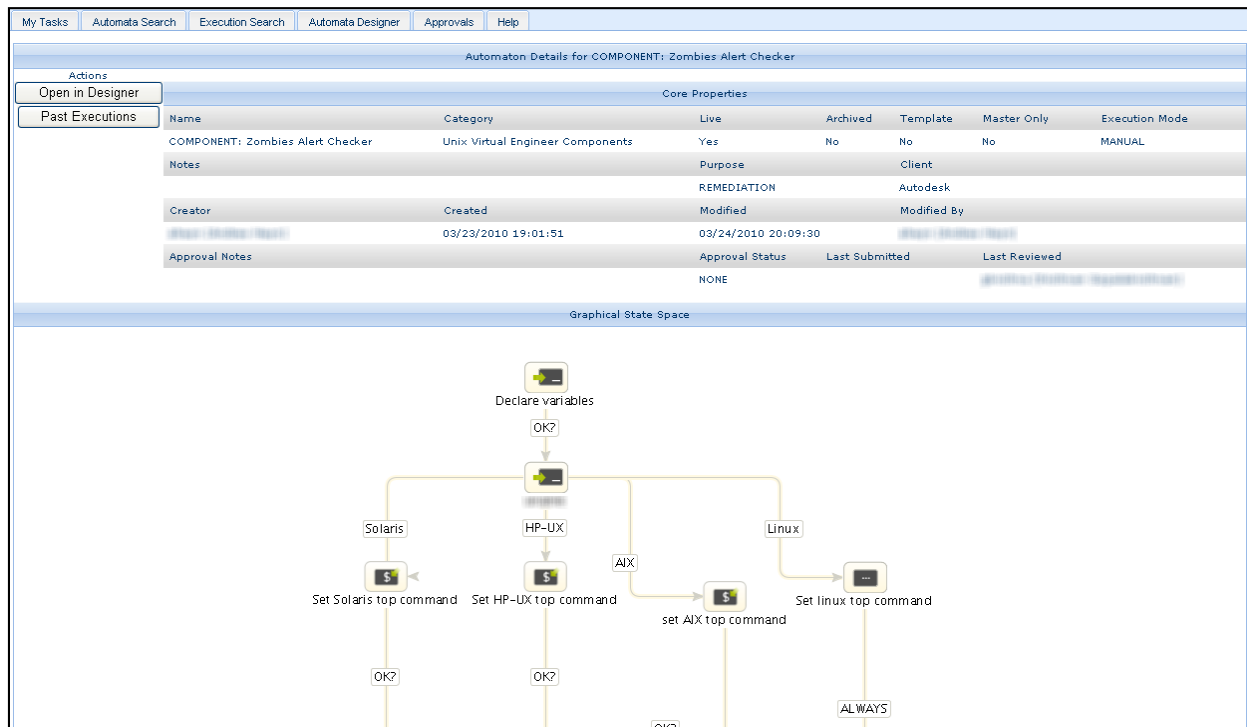 My Tasks Automata Search Execution Search Automata Designer Approvals Help
Automaton Details for COMPONENT: Zombies Alert Checker
Actions
Open in Designer
Past Executions
Core Properties
Name Category Live Archived Template Master Only Execution Mode
COMPONENT: Zombies Alert Checker Unix Virtual Engineer Components Yes No No No MANUAL
Notes Purpose Client
REMEDIATION Autodesk
Creator Created Modified Modified By
03/23/2010 19:01:51 03/24/2010 20:09:30
Approval Notes Approval Status Last Submitted Last Reviewed
NONE
Graphical State Space
Declare variables
OK?
Solaris HP-UX Linux
AIX
Set Solaris top command Set HP-UX top command Set linux top command
set AIX top command
OK? OK?
ALWAYS
OK?